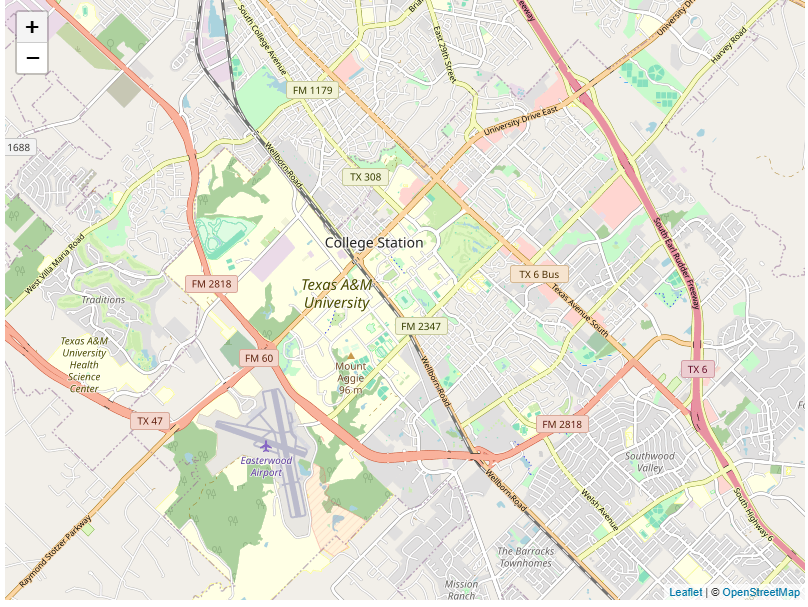 +
−
South College Avenue
Bria
East 29th Street
Freeway
University Dri
Harvey Road
FM 1179
University Drive East
1688
Wellborn Road
TX 308
College Station
West Villa Maria Road
South Earl Rudder Freeway
TX 6 Bus
FM 2818
Texas A&M
University
Traditions
Texas Avenue South
FM 2347
Texas A&M
University
Health
Science
Center
FM 60
Mount
Aggie
96 m
Wellborn Road
TX 6
TX 47
FM 2818
Easterwood
Airport
Southwood
Valley
Wellborn Road
Welsh Avenue
South Highway 6
Raymond Stotzer Parkway
The Barracks
Townhomes
Mission
Ranch
Leaflet | © OpenStreetMap